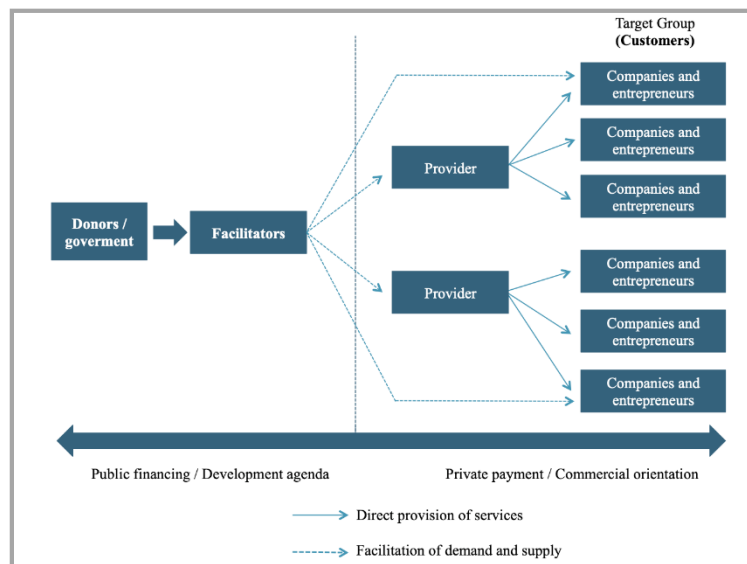 Target Group
(Customers)
Companies and
entrepreneurs
Companies and
entrepreneurs
Provider
Companies and
entrepreneurs
Donors /
goverment
Facilitators
Companies and
entrepreneurs
Provider
Companies and
entrepreneurs
Companies and
entrepreneurs
Public financing / Development agenda
Private payment / Commercial orientation
Direct provision of services
Facilitation of demand and supply